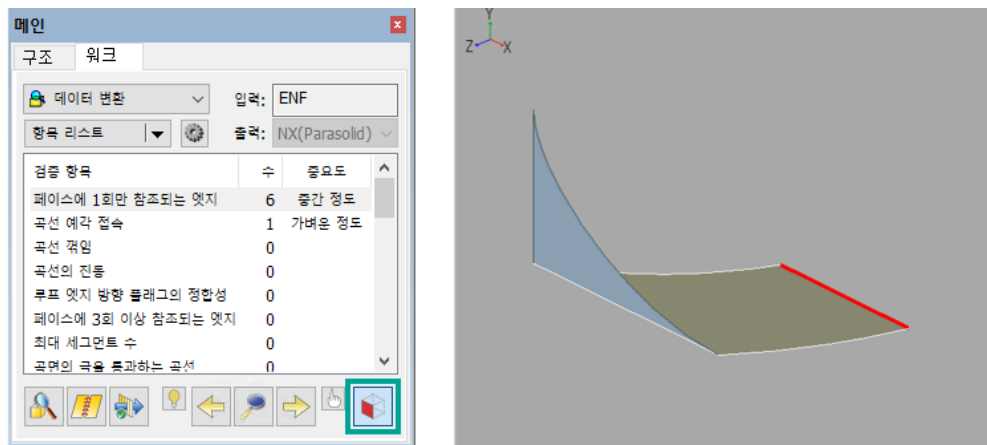 메인
구조 워크
데이터 변환 입력: ENF
항목 리스트 출력: NX(Parasolid)
검증 항목 수 중요도
페이스에 1회만 참조되는 엣지 6 중간 정도
곡선 예각 접속 1 가벼운 정도
곡선 꺾임 0
곡선의 진동 0
루프 엣지 방향 플래그의 정합성 0
페이스에 3회 이상 참조되는 엣지 0
최대 세그먼트 수 0
곡면의 극을 통과하는 곡선 0
Y
Z X